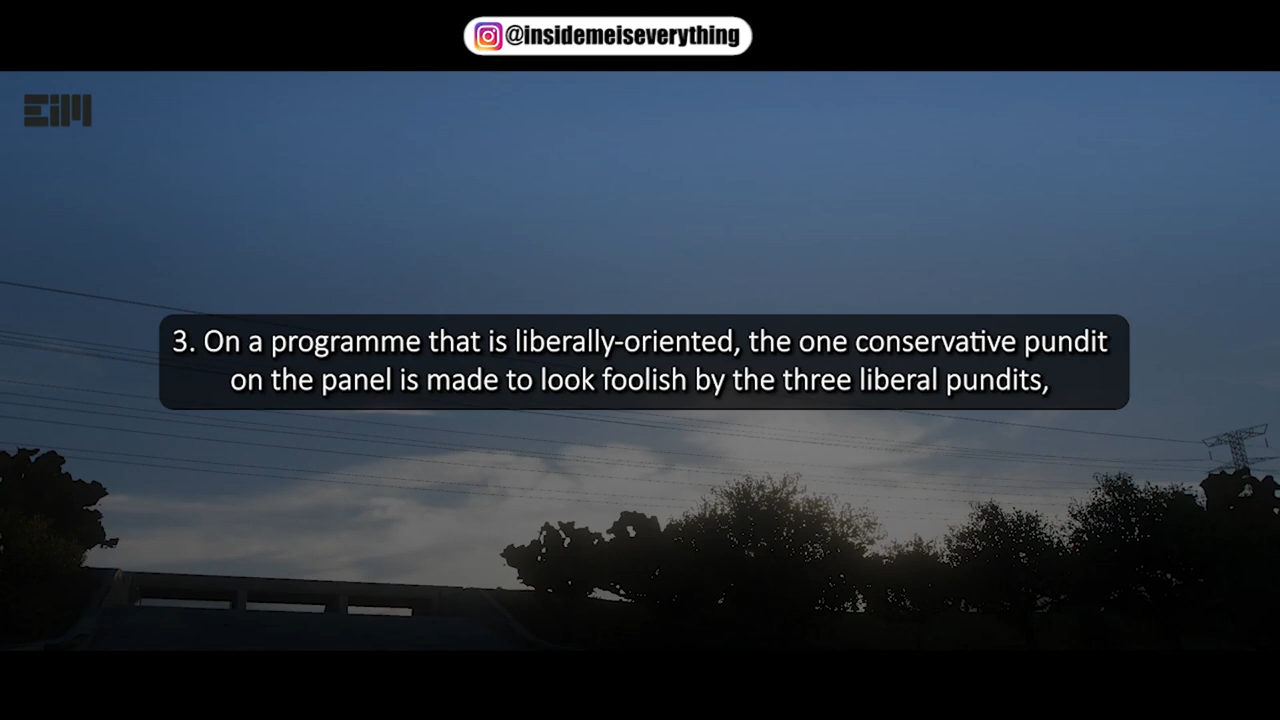 @insidemeiseverything
EiM
3. On a programme that is liberally-oriented, the one conservative pundit
on the panel is made to look foolish by the three liberal pundits,